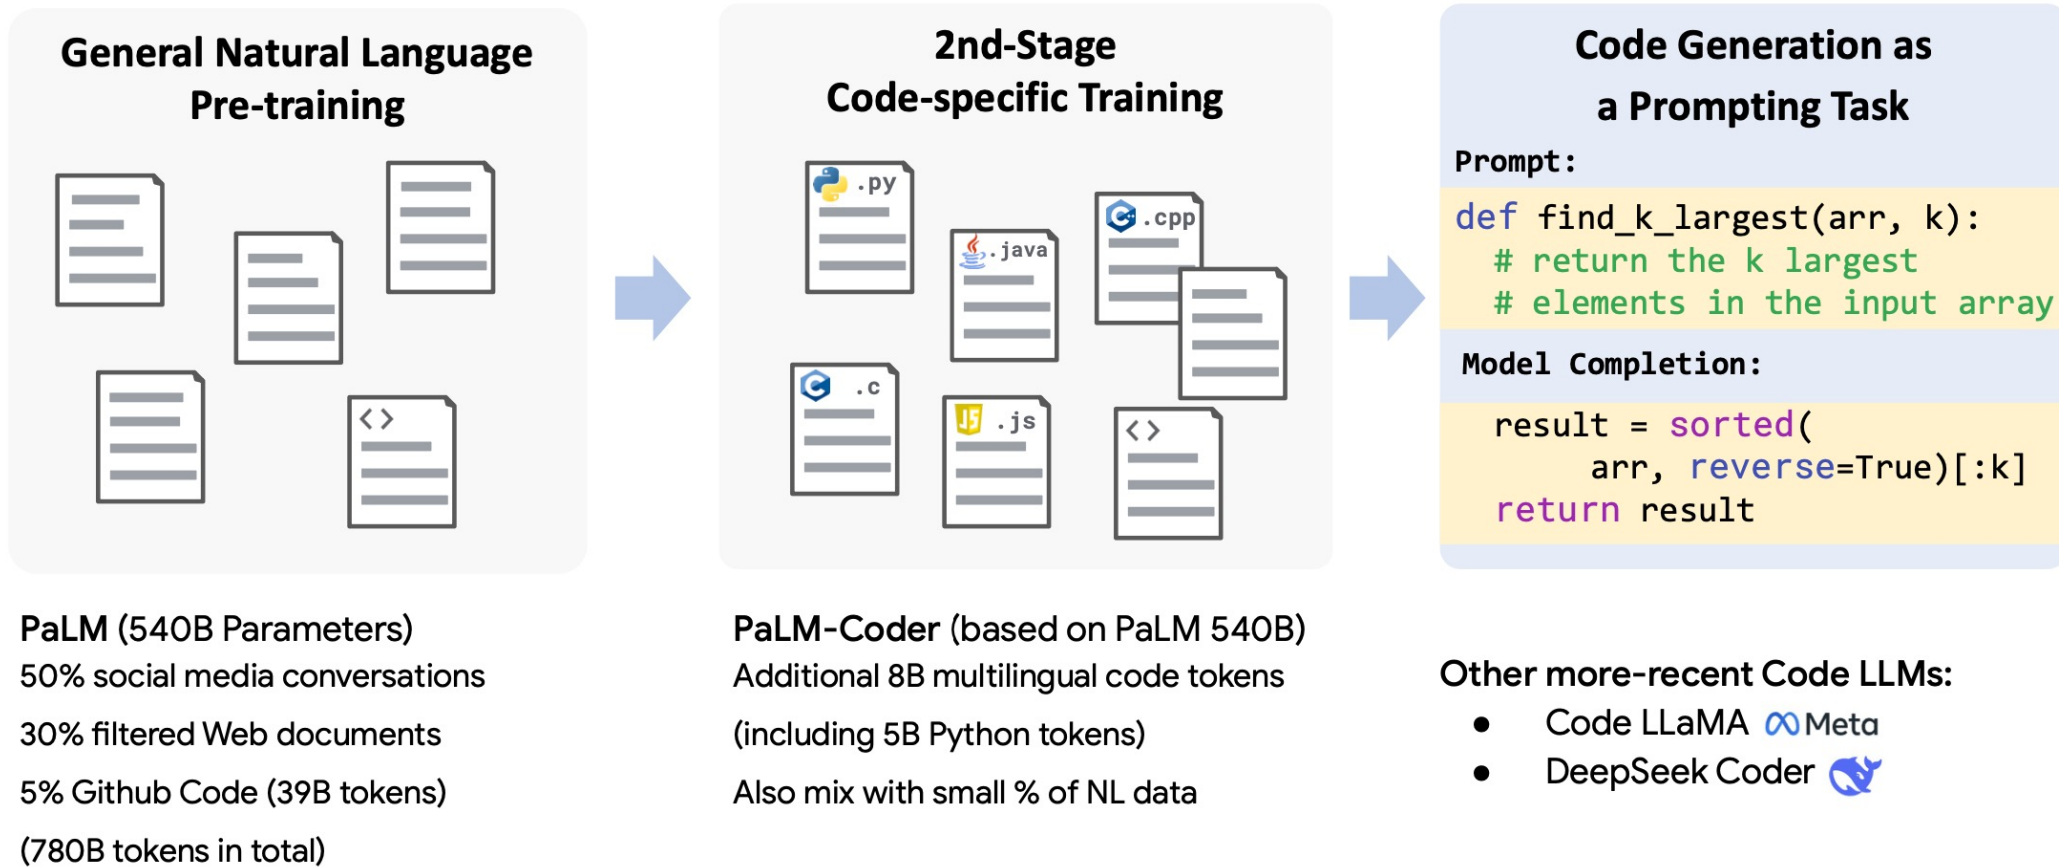 General Natural Language
Pre-training
2nd-Stage
Code-specific Training
.py
.java
.cpp
.c
JS .js
<>
<>
Code Generation as
a Prompting Task
Prompt:
def find_k_largest(arr, k):
# return the k largest
# elements in the input array
Model Completion:
result = sorted(
arr, reverse=True)[:k]
return result
PaLM (540B Parameters)
50% social media conversations
30% filtered Web documents
5% Github Code (39B tokens)
(780B tokens in total)
PaLM-Coder (based on PaLM 540B)
Additional 8B multilingual code tokens
(including 5B Python tokens)
Also mix with small % of NL data
Other more-recent Code LLMs:
● Code LLaMA Meta
● DeepSeek Coder